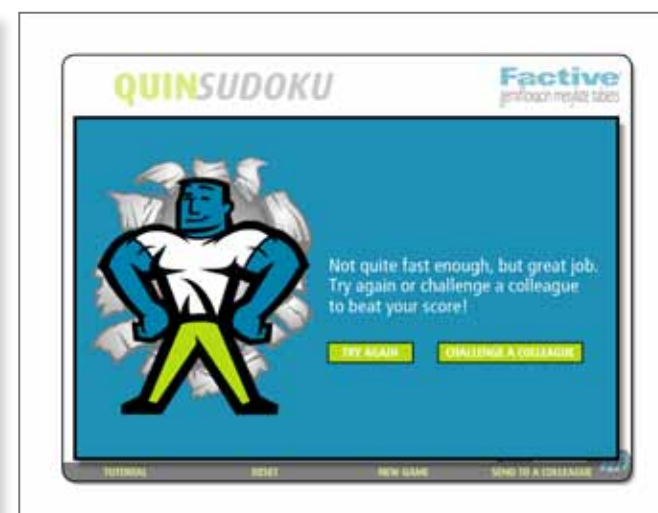 QUINSUDOKU
Factive
gemifloxacin mesylate tablets
Not quite fast enough, but great job.
Try again or challenge a colleague
to beat your score!
TRY AGAIN
CHALLENGE A COLLEAGUE
TUTORIAL
RESET
NEW GAME
SEND TO A COLLEAGUE